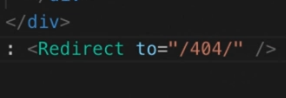 </div>
: <Redirect to="/404/" />